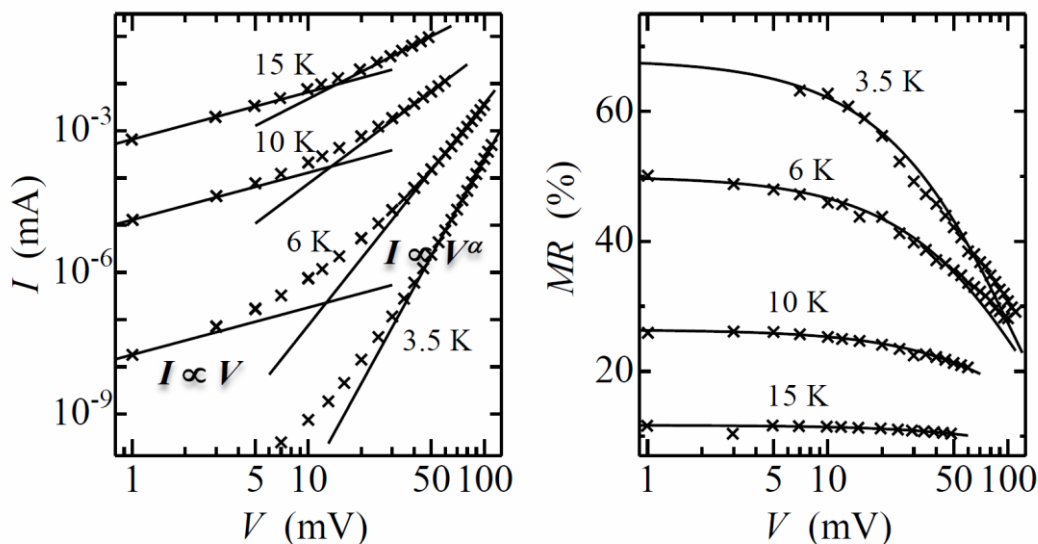 15 K
10⁻³
10 K
I (mA)
6 K
I ∝ Vᵅ
10⁻⁶
3.5 K
I ∝ V
10⁻⁹
1 5 10 50 100
V (mV)
3.5 K
60
6 K
MR (%)
40
10 K
20
15 K
1 5 10 50 100
V (mV)